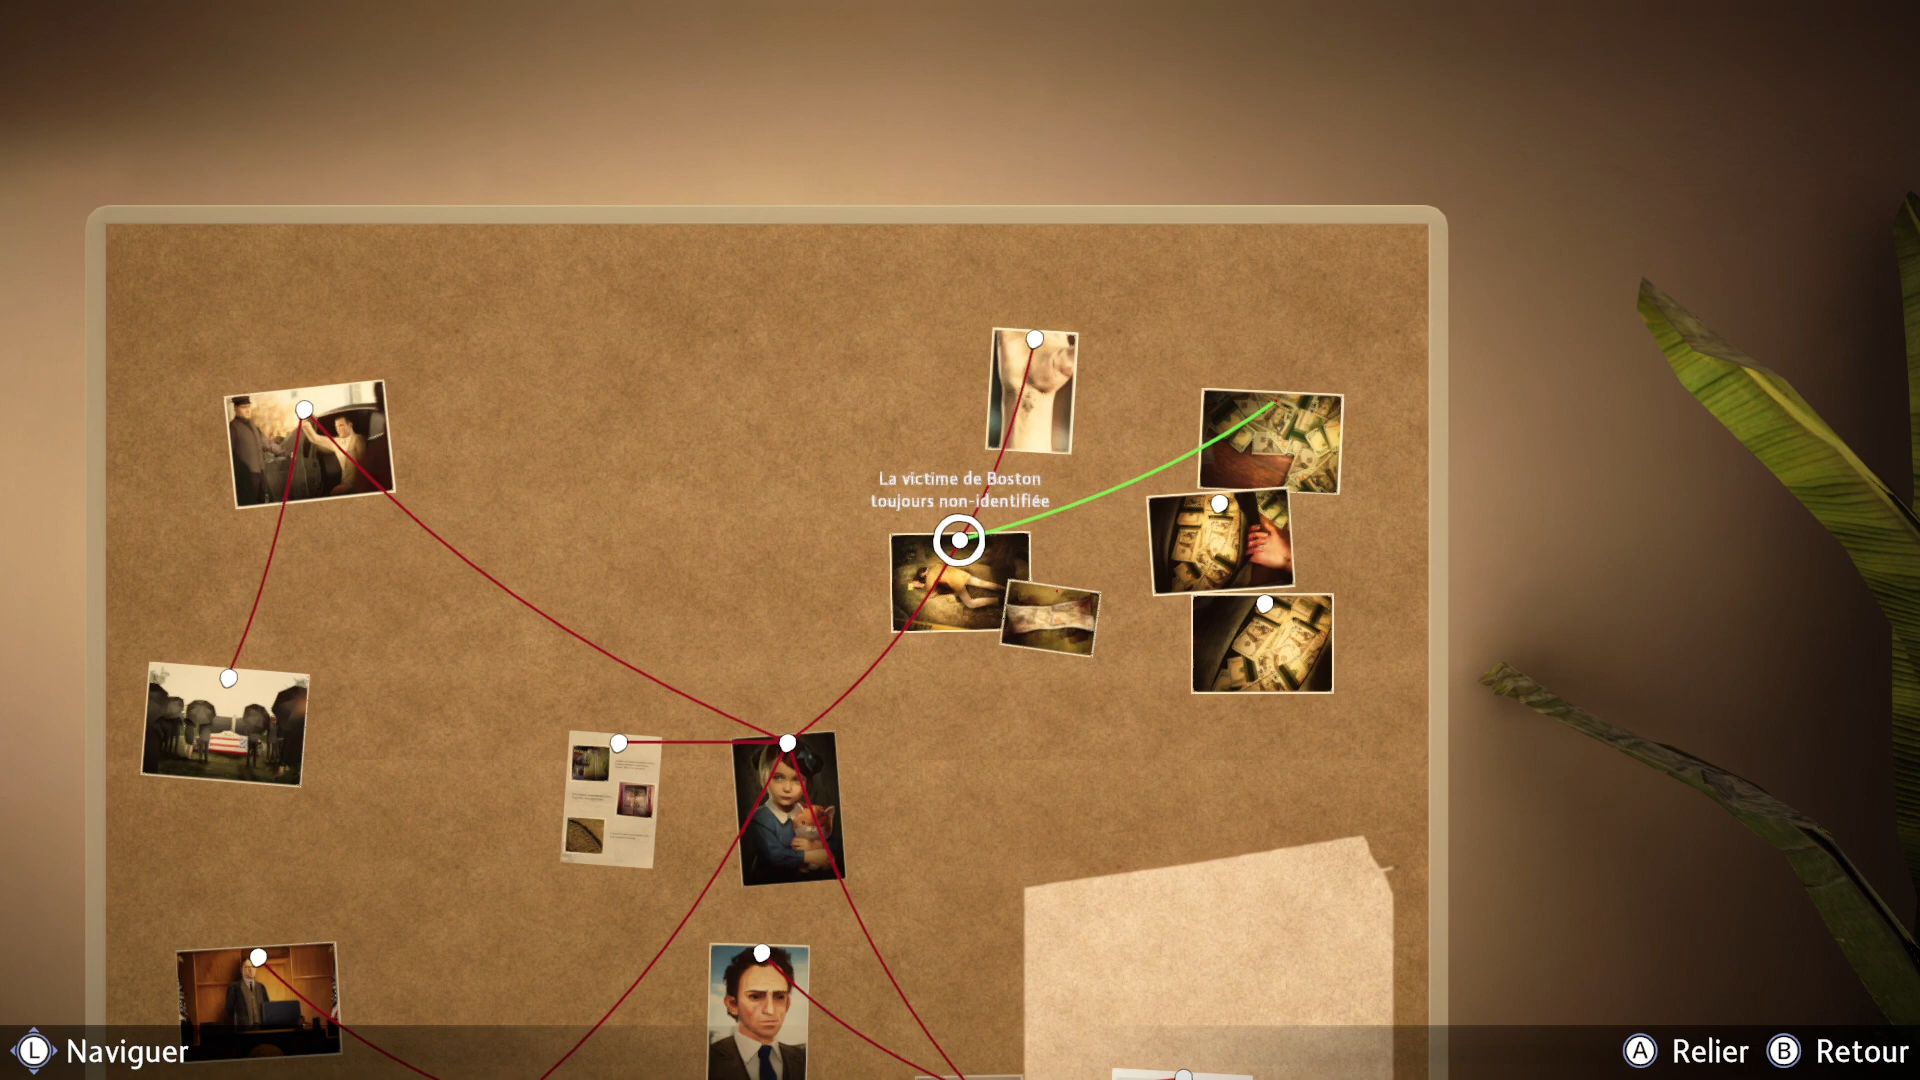 La victime de Boston
toujours non-identifiée
L Naviguer
A Relier B Retour